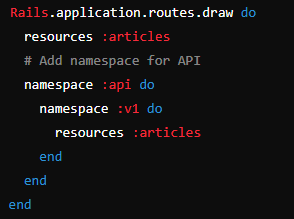 Rails.application.routes.draw do
  resources :articles
  # Add namespace for API
  namespace :api do
    namespace :v1 do
      resources :articles
    end
  end
end